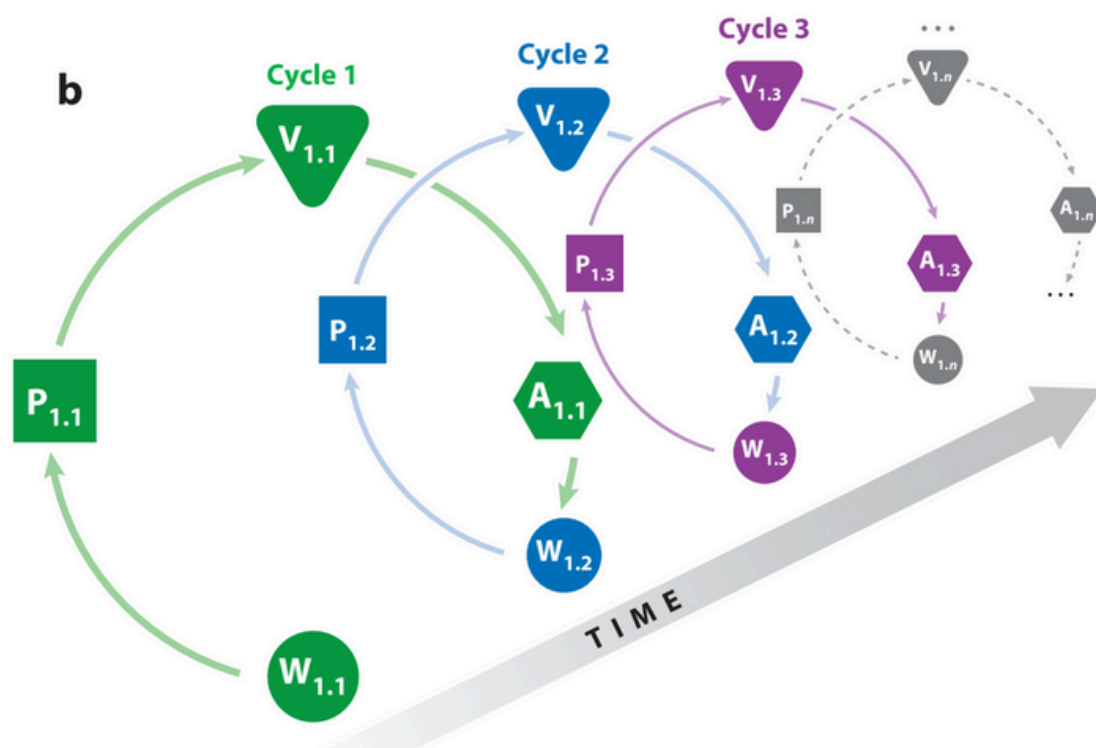 b
Cycle 1
V1.1
P1.1
A1.1
W1.1
Cycle 2
V1.2
P1.2
A1.2
W1.2
Cycle 3
V1.3
P1.3
A1.3
W1.3
...
V1.n
P1.n
A1.n
...
W1.n
TIME